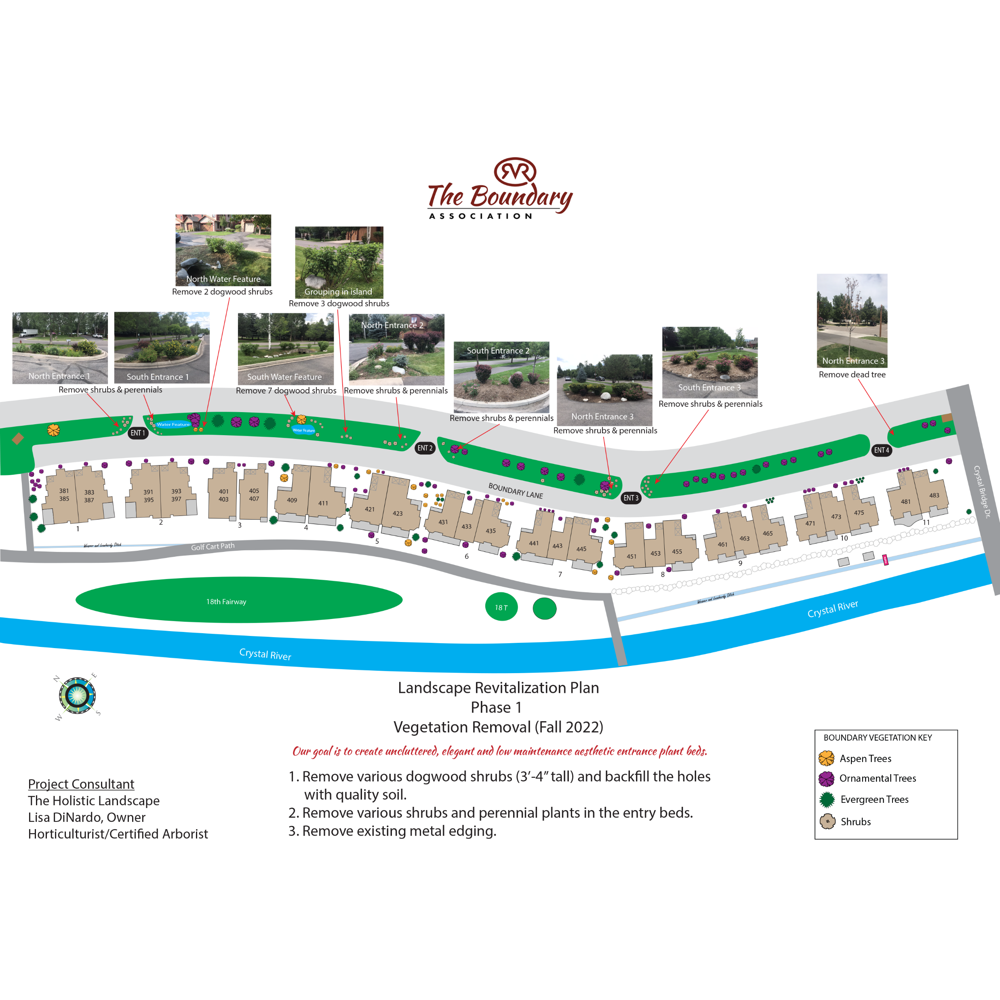 RVR
The Boundary
ASSOCIATION
North Water Feature
Remove 2 dogwood shrubs
Grouping in island
Remove 3 dogwood shrubs
North Entrance 1
South Entrance 1
Remove shrubs & perennials
South Water Feature
Remove 7 dogwood shrubs
North Entrance 2
Remove shrubs & perennials
South Entrance 2
Remove shrubs & perennials
North Entrance 3
Remove shrubs & perennials
South Entrance 3
Remove shrubs & perennials
North Entrance 3
Remove dead tree
Water Feature
Water Feature
ENT 1
ENT 2
ENT 3
ENT 4
BOUNDARY LANE
Crystal Bridge Dr.
381
385
383
387
1
391
395
393
397
2
401
403
405
407
3
409
411
4
421
423
5
431
433
435
6
441
443
445
7
451
453
455
8
461
463
465
9
471
473
475
10
481
483
11
Weaver and Leonhardy Ditch
Golf Cart Path
18th Fairway
18 T
Weaver and Leonhardy Ditch
Crystal River
Crystal River
N
E
W
S
Landscape Revitalization Plan
Phase 1
Vegetation Removal (Fall 2022)
Our goal is to create uncluttered, elegant and low maintenance aesthetic entrance plant beds.
1. Remove various dogwood shrubs (3’-4” tall) and backfill the holes
with quality soil.
2. Remove various shrubs and perennial plants in the entry beds.
3. Remove existing metal edging.
Project Consultant
The Holistic Landscape
Lisa DiNardo, Owner
Horticulturist/Certified Arborist
BOUNDARY VEGETATION KEY
Aspen Trees
Ornamental Trees
Evergreen Trees
Shrubs